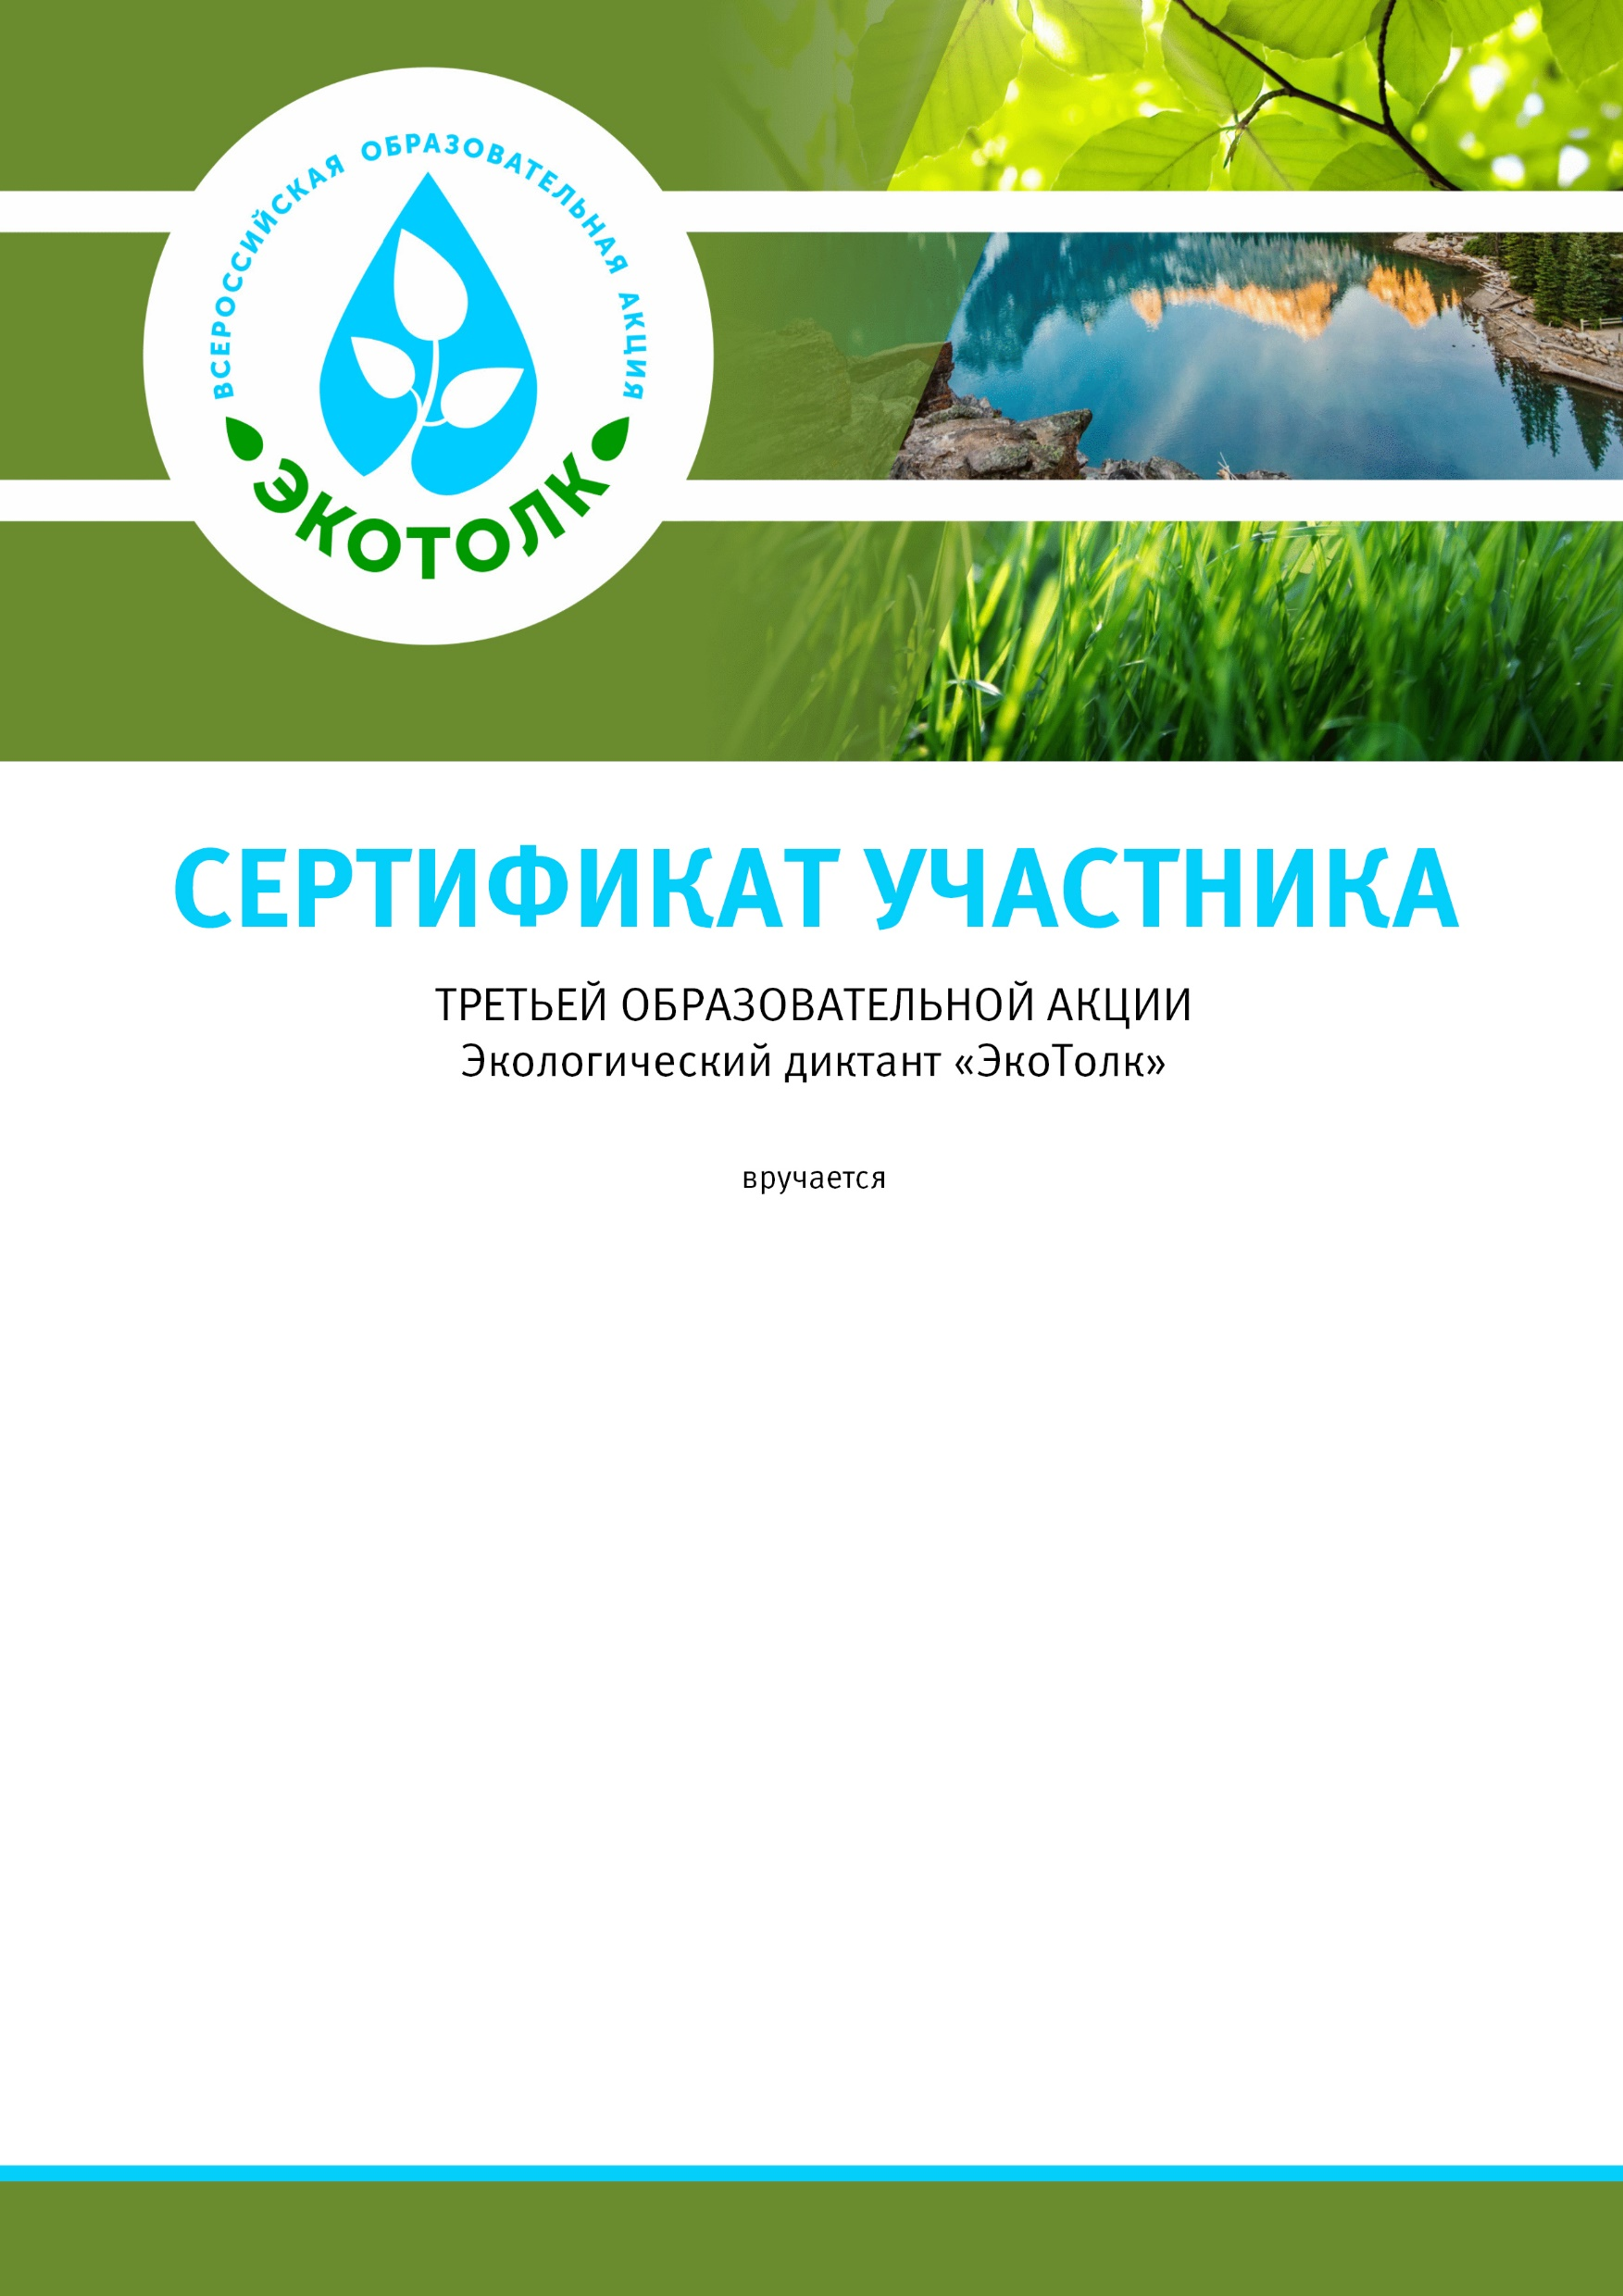 ВСЕРОССИЙСКАЯ ОБРАЗОВАТЕЛЬНАЯ АКЦИЯ
ЭКОТОЛК
СЕРТИФИКАТ УЧАСТНИКА
ТРЕТЬЕЙ ОБРАЗОВАТЕЛЬНОЙ АКЦИИ
Экологический диктант «ЭкоТолк»
вручается